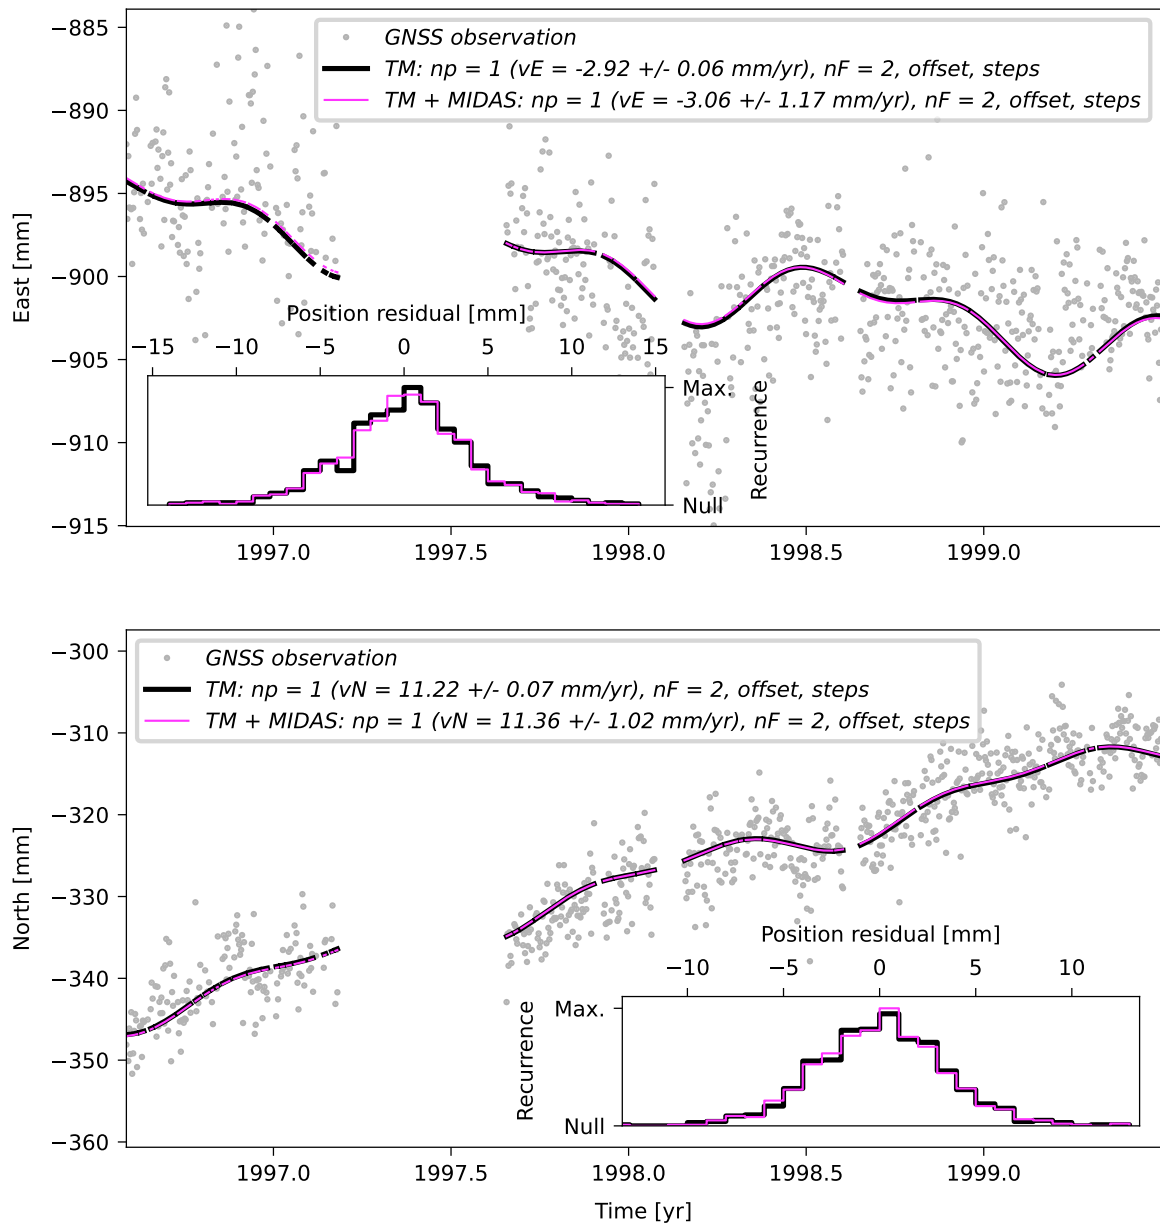 −885
−890
−895
−900
−905
−910
−915
East [mm]
GNSS observation
TM: np = 1 (vE = -2.92 +/- 0.06 mm/yr), nF = 2, offset, steps
TM + MIDAS: np = 1 (vE = -3.06 +/- 1.17 mm/yr), nF = 2, offset, steps
Position residual [mm]
−15 −10 −5 0 5 10 15
Max.
Null
Recurrence
1997.0 1997.5 1998.0 1998.5 1999.0
−300
−310
−320
−330
−340
−350
−360
North [mm]
GNSS observation
TM: np = 1 (vN = 11.22 +/- 0.07 mm/yr), nF = 2, offset, steps
TM + MIDAS: np = 1 (vN = 11.36 +/- 1.02 mm/yr), nF = 2, offset, steps
Position residual [mm]
−10 −5 0 5 10
Max.
Null
Recurrence
1997.0 1997.5 1998.0 1998.5 1999.0
Time [yr]